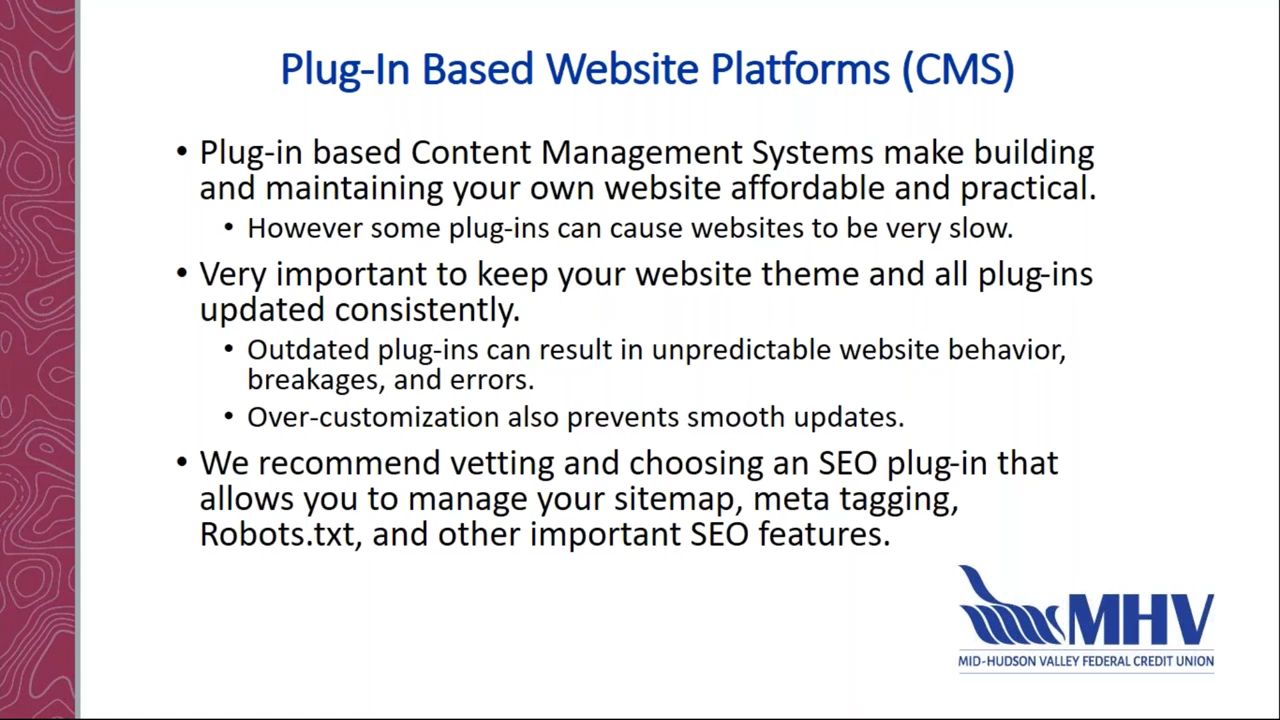 Plug-In Based Website Platforms (CMS)
• Plug-in based Content Management Systems make building
and maintaining your own website affordable and practical.
• However some plug-ins can cause websites to be very slow.
• Very important to keep your website theme and all plug-ins
updated consistently.
• Outdated plug-ins can result in unpredictable website behavior,
breakages, and errors.
• Over-customization also prevents smooth updates.
• We recommend vetting and choosing an SEO plug-in that
allows you to manage your sitemap, meta tagging,
Robots.txt, and other important SEO features.
MHV
MID-HUDSON VALLEY FEDERAL CREDIT UNION